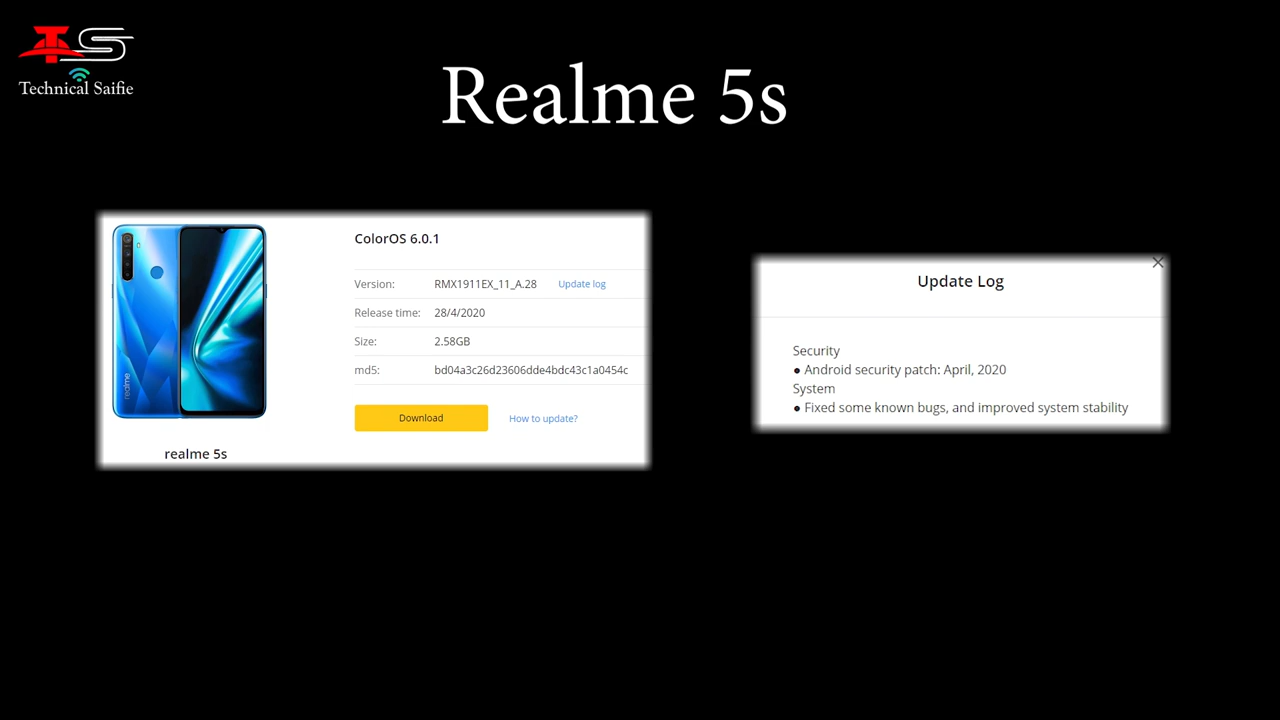 TS
Technical Saifie
Realme 5s
realme
realme 5s
ColorOS 6.0.1
Version: RMX1911EX_11_A.28 Update log
Release time: 28/4/2020
Size: 2.58GB
md5: bd04a3c26d23606dde4bdc43c1a0454c
Download How to update?
Update Log
Security
● Android security patch: April, 2020
System
● Fixed some known bugs, and improved system stability